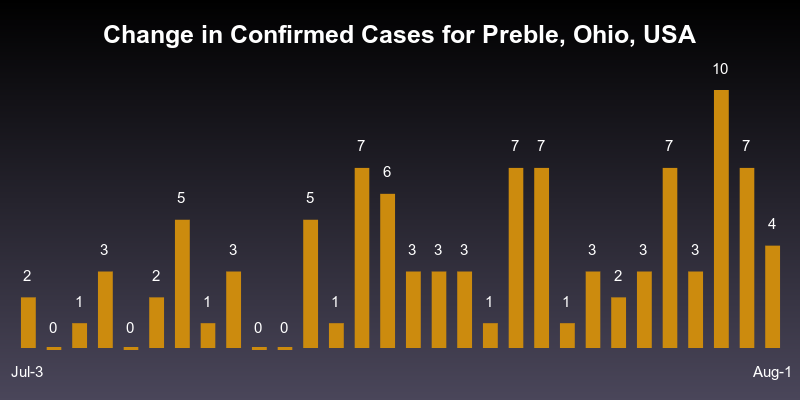 Change in Confirmed Cases for Preble, Ohio, USA
2 0 1 3 0 2 5 1 3 0 0 5 1 7 6 3 3 3 1 7 7 1 3 2 3 7 3 10 7 4
Jul-3 Aug-1